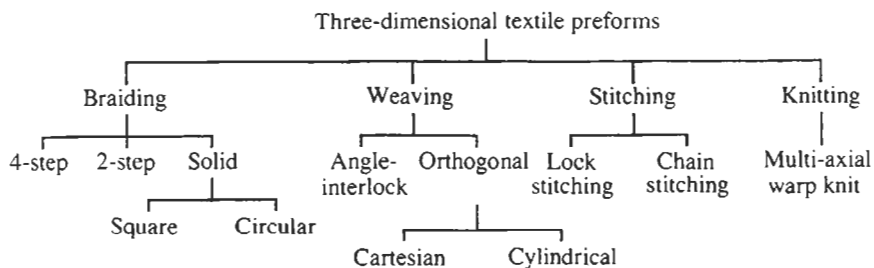 Three-dimensional textile preforms
Braiding Weaving Stitching Knitting
4-step 2-step Solid Angle- Orthogonal Lock Chain Multi-axial
interlock stitching stitching warp knit
Square Circular
Cartesian Cylindrical